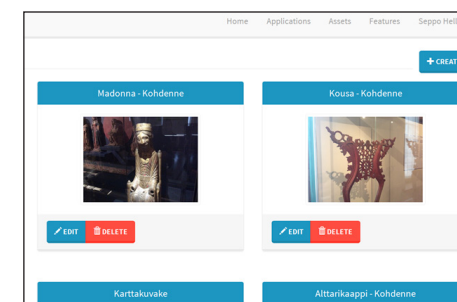 Home Applications Assets Features Seppo Hell
+ CREAT
Madonna - Kohdenne
Kousa - Kohdenne
EDIT DELETE
EDIT DELETE
Karttakuvake
Alttarikaappi - Kohdenne